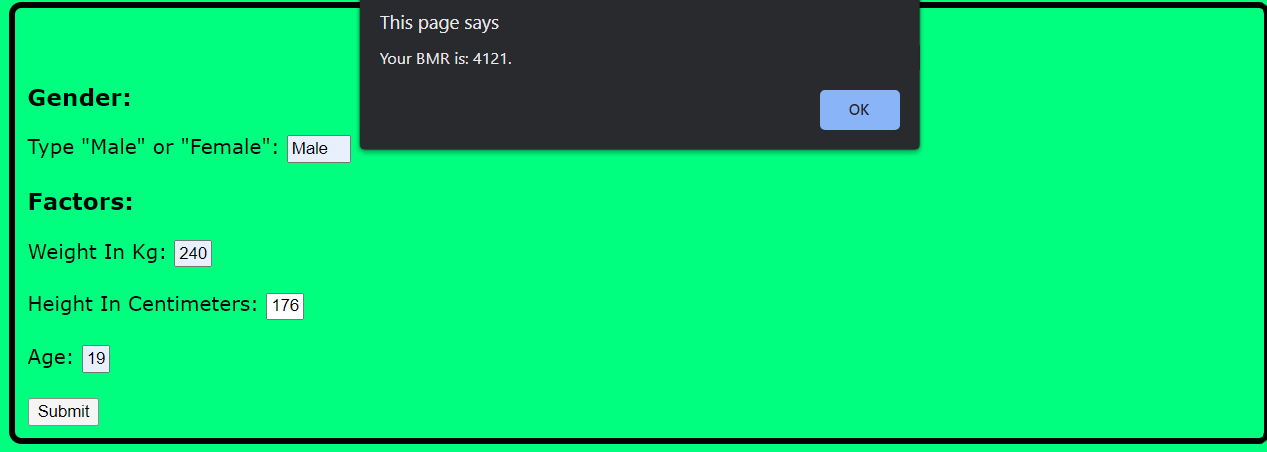 This page says
Your BMR is: 4121.
OK
Gender:
Type "Male" or "Female": Male
Factors:
Weight In Kg: 240
Height In Centimeters: 176
Age: 19
Submit